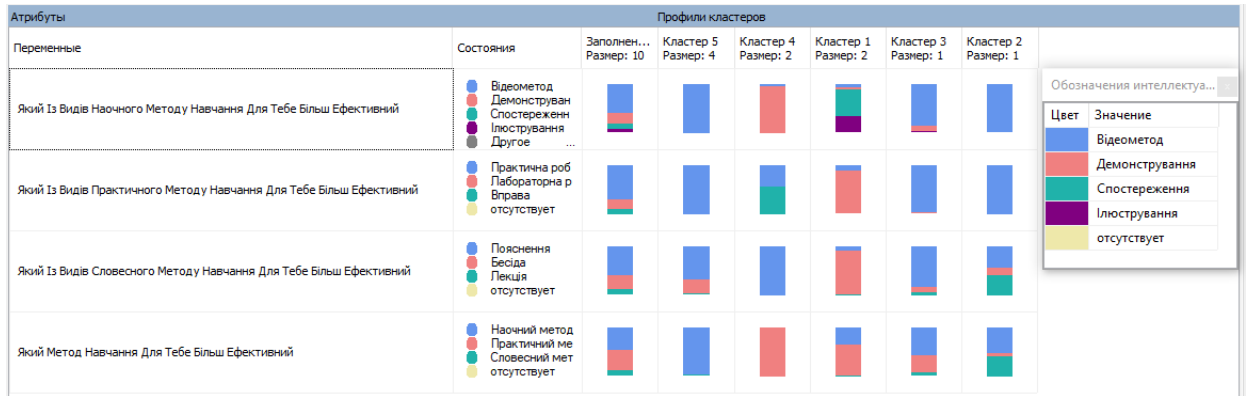 Атрибуты
Профили кластеров
Переменные
Состояния
Заполнен... Размер: 10
Кластер 5 Размер: 4
Кластер 4 Размер: 2
Кластер 1 Размер: 2
Кластер 3 Размер: 1
Кластер 2 Размер: 1
Який Із Видів Наочного Методу Навчання Для Тебе Більш Ефективний
Відеометод
Демонструван
Спостереженн
Ілюстрування
Другое ...
Який Із Видів Практичного Методу Навчання Для Тебе Більш Ефективний
Практична роб
Лабораторна р
Вправа
отсутствует
Який Із Видів Словесного Методу Навчання Для Тебе Більш Ефективний
Пояснення
Бесіда
Лекція
отсутствует
Який Метод Навчання Для Тебе Більш Ефективний
Наочний метод
Практичний ме
Словесний мет
отсутствует
Обозначения интеллектуа...
Цвет Значение
Відеометод
Демонстрування
Спостереження
Ілюстрування
отсутствует